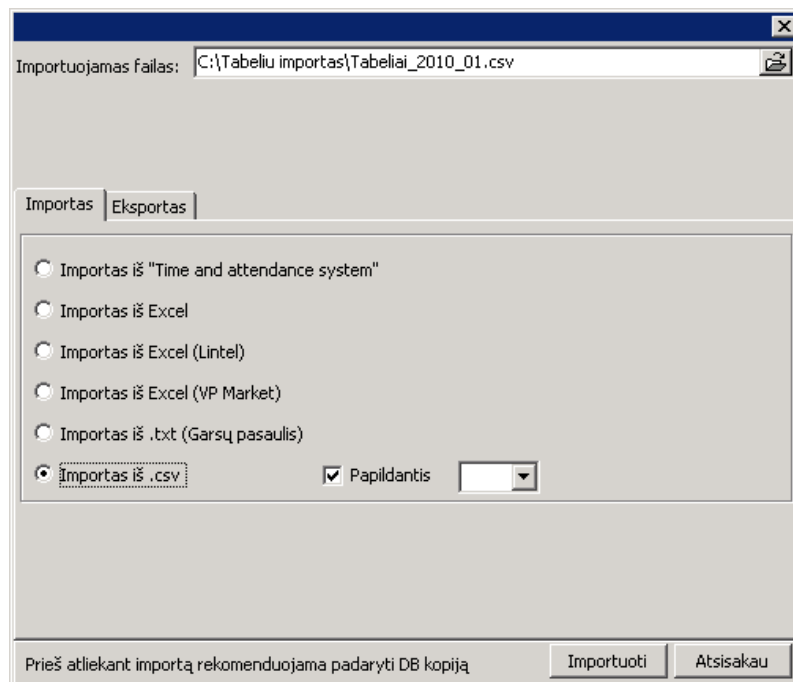 Importuojamas failas: C:\Tabeliu importas\Tabeliai_2010_01.csv
Importas Eksportas
Importas iš "Time and attendance system"
Importas iš Excel
Importas iš Excel (Lintel)
Importas iš Excel (VP Market)
Importas iš .txt (Garsų pasaulis)
Importas iš .csv Papildantis
Prieš atliekant importą rekomenduojama padaryti DB kopiją Importuoti Atsisakau